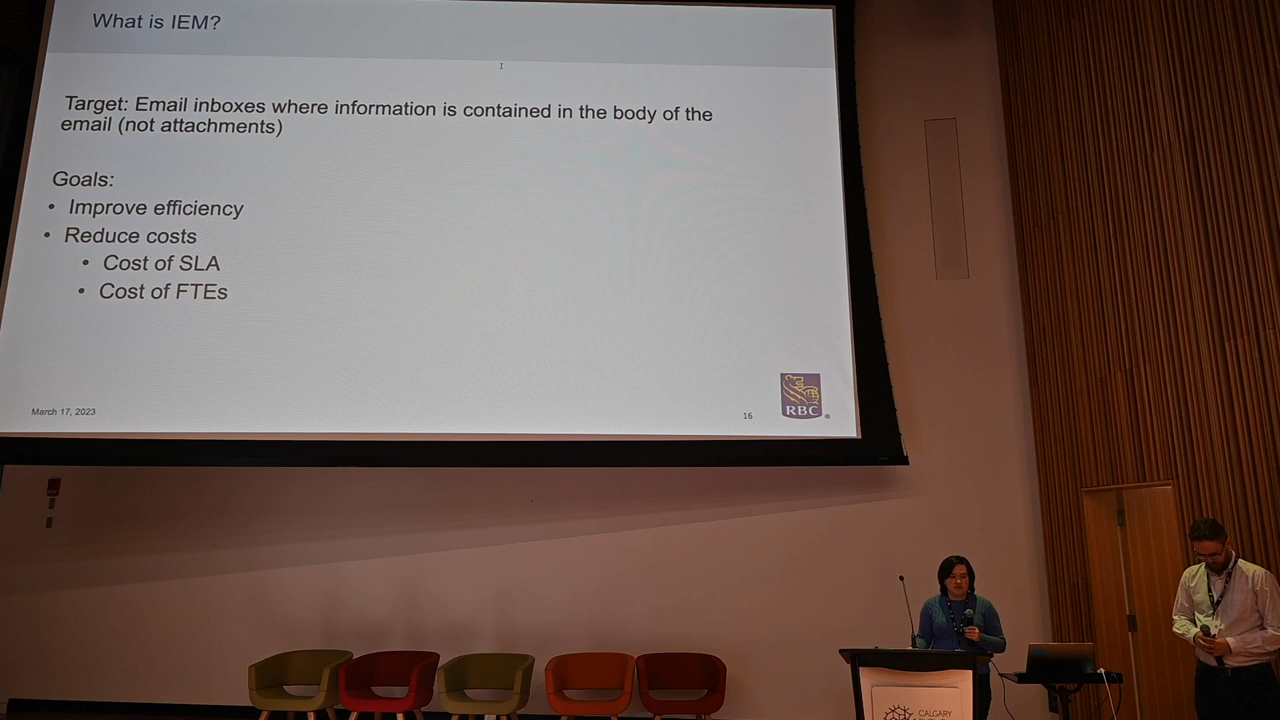 What is IEM?
Target: Email inboxes where information is contained in the body of the
email (not attachments)
Goals:
• Improve efficiency
• Reduce costs
• Cost of SLA
• Cost of FTEs
March 17, 2023
16
RBC
®
CALGARY